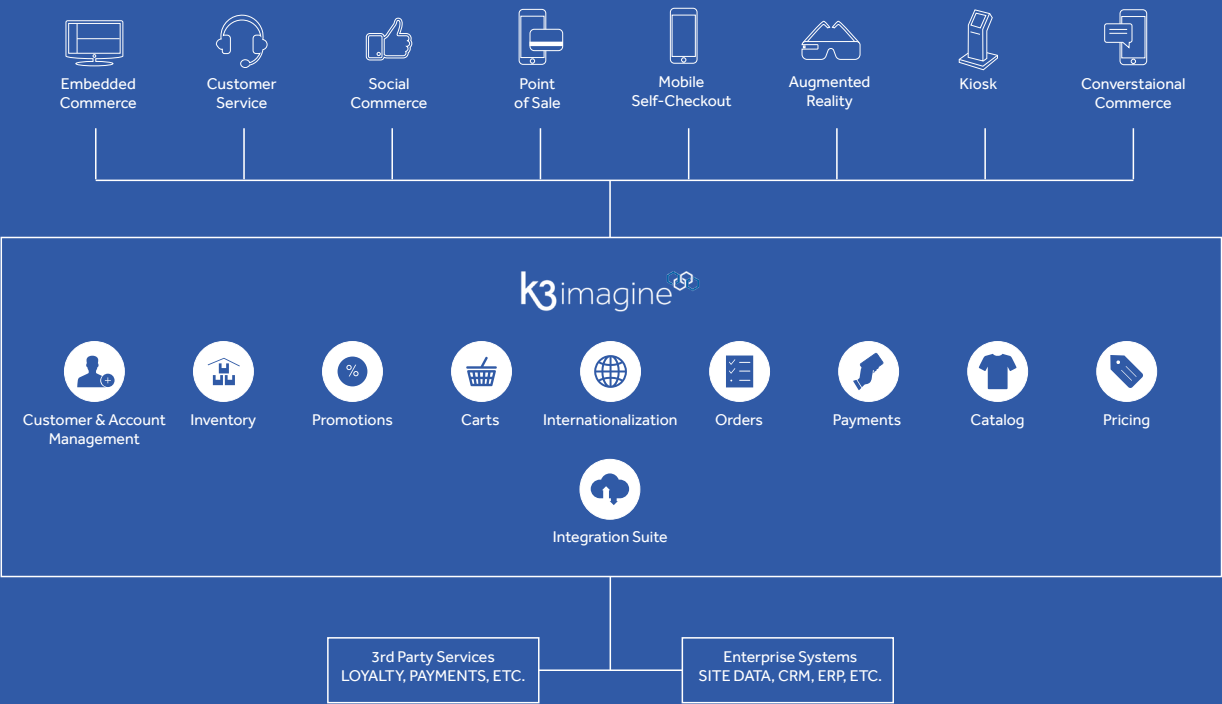 Embedded
Commerce
Customer
Service
Social
Commerce
Point
of Sale
Mobile
Self-Checkout
Augmented
Reality
Kiosk
Converstaional
Commerce
k3imagine
Customer & Account
Management
Inventory
%
Promotions
Carts
Internationalization
Orders
Payments
Catalog
Pricing
Integration Suite
3rd Party Services
LOYALTY, PAYMENTS, ETC.
Enterprise Systems
SITE DATA, CRM, ERP, ETC.